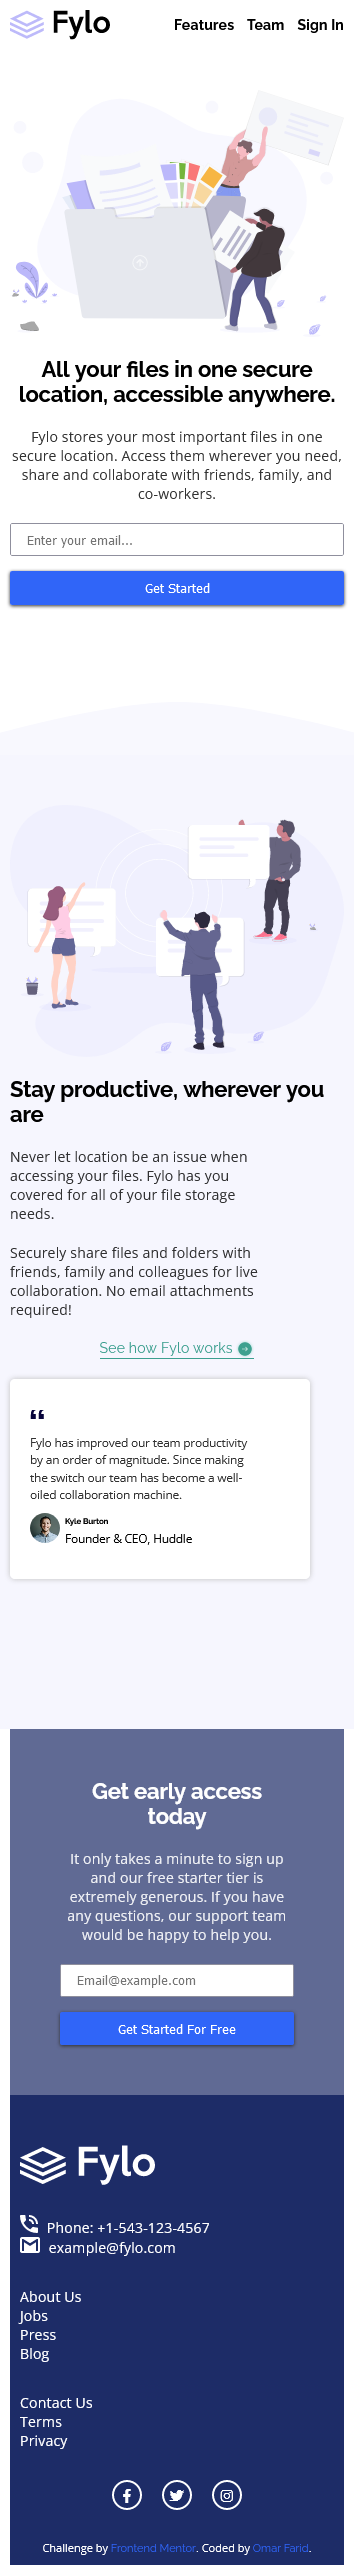 Fylo
Features Team Sign In
All your files in one secure
location, accessible anywhere.
Fylo stores your most important files in one
secure location. Access them wherever you need,
share and collaborate with friends, family, and
co-workers.
Enter your email...
Get Started
Stay productive, wherever you
are
Never let location be an issue when
accessing your files. Fylo has you
covered for all of your file storage
needs.
Securely share files and folders with
friends, family and colleagues for live
collaboration. No email attachments
required!
See how Fylo works
“
Fylo has improved our team productivity
by an order of magnitude. Since making
the switch our team has become a well-
oiled collaboration machine.
Kyle Burton
Founder & CEO, Huddle
Get early access
today
It only takes a minute to sign up
and our free starter tier is
extremely generous. If you have
any questions, our support team
would be happy to help you.
Email@example.com
Get Started For Free
Fylo
Phone: +1-543-123-4567
example@fylo.com
About Us
Jobs
Press
Blog
Contact Us
Terms
Privacy
Challenge by Frontend Mentor. Coded by Omar Farid.